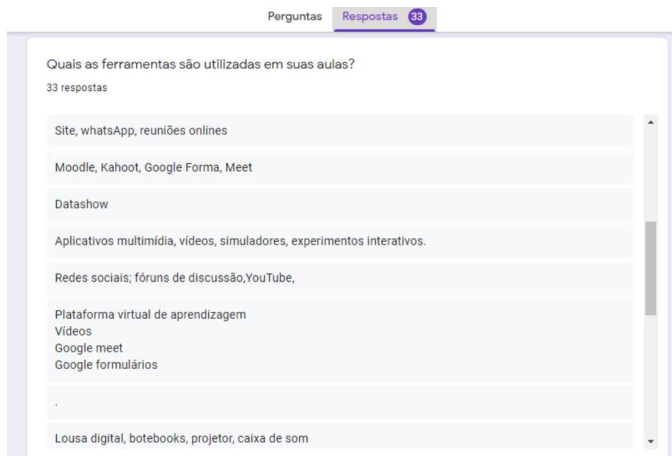 Perguntas Respostas 33
Quais as ferramentas são utilizadas em suas aulas?
33 respostas
Site, whatsApp, reuniões onlines
Moodle, Kahoot, Google Forma, Meet
Datashow
Aplicativos multimídia, vídeos, simuladores, experimentos interativos.
Redes sociais; fóruns de discussão,YouTube,
Plataforma virtual de aprendizagem
Vídeos
Google meet
Google formulários
.
Lousa digital, botebooks, projetor, caixa de som